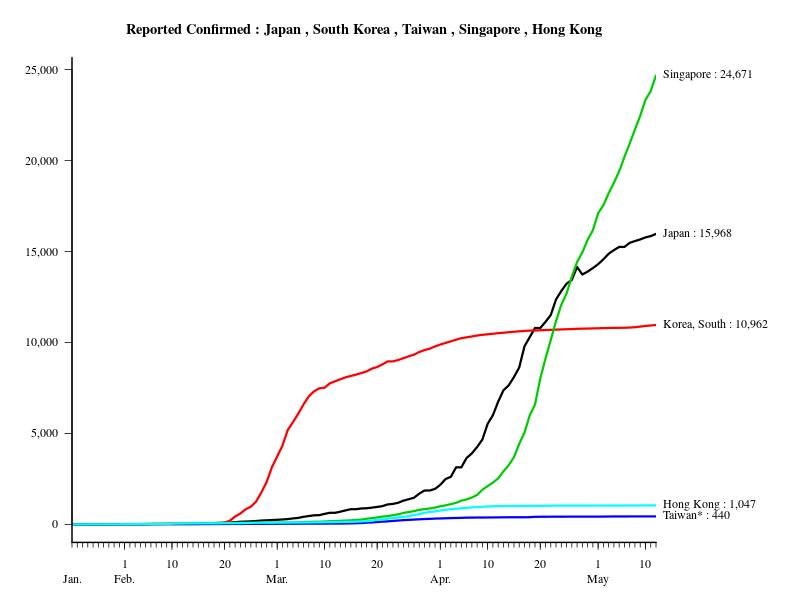 Reported Confirmed : Japan , South Korea , Taiwan , Singapore , Hong Kong
25,000
Singapore : 24,671
20,000
Japan : 15,968
15,000
Korea, South : 10,962
10,000
5,000
Hong Kong : 1,047
Taiwan* : 440
0
1 10 20 1 10 20 1 10 20 1 10
Jan. Feb. Mar. Apr. May